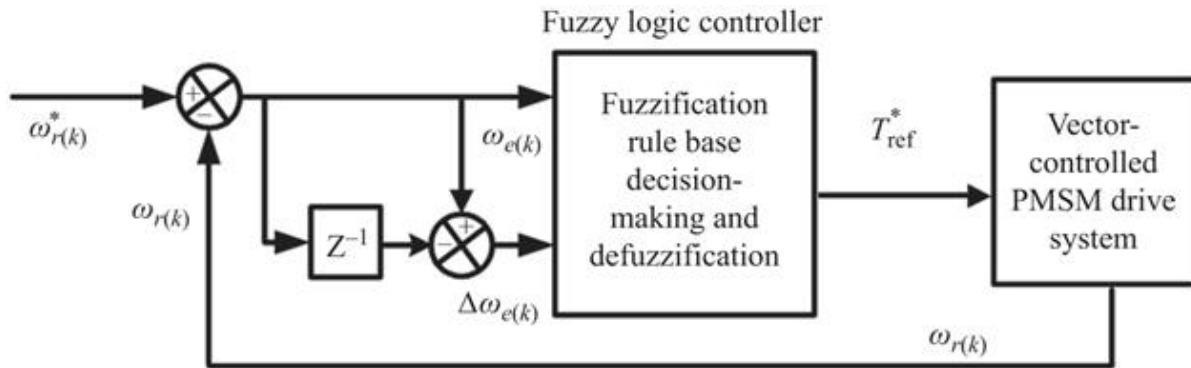 Fuzzy logic controller
+
−
ω*r(k)
ωr(k)
ωe(k)
Z−1
+
−
Δωe(k)
Fuzzification
rule base
decision-
making and
defuzzification
T*ref
Vector-
controlled
PMSM drive
system
ωr(k)